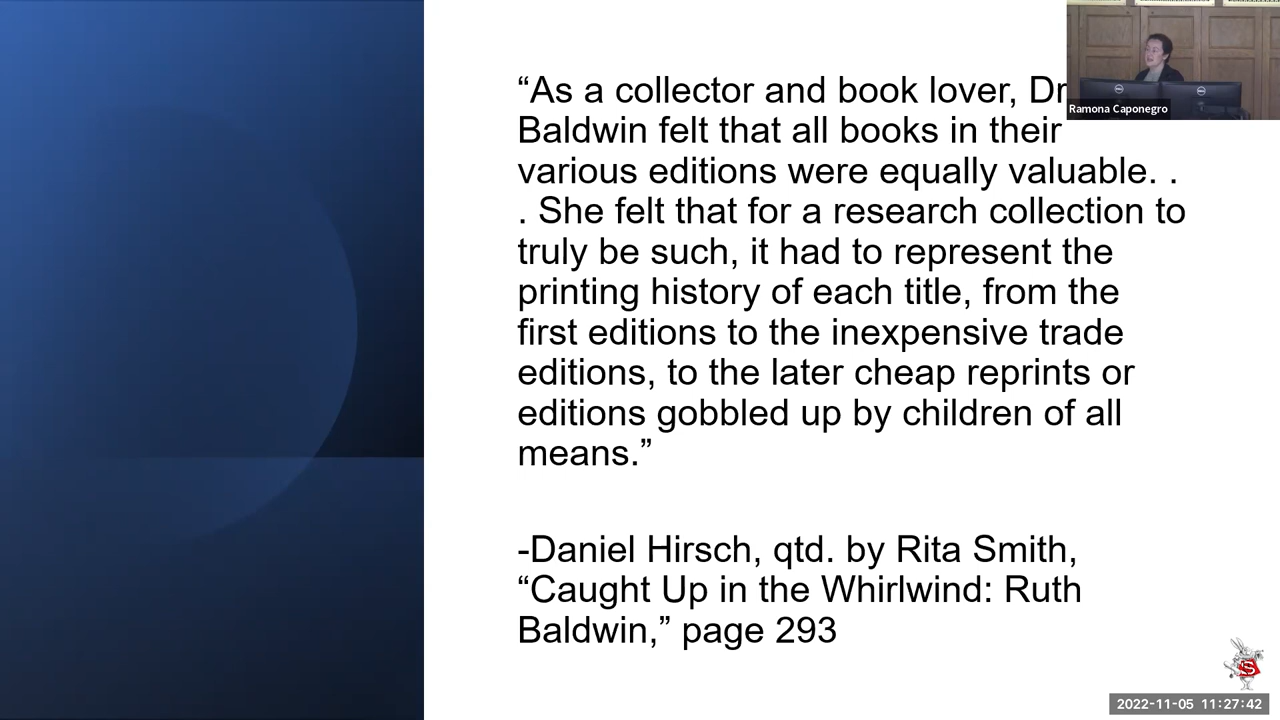 “As a collector and book lover, Dr
Baldwin felt that all books in their
various editions were equally valuable. . 
. She felt that for a research collection to
truly be such, it had to represent the
printing history of each title, from the
first editions to the inexpensive trade
editions, to the later cheap reprints or
editions gobbled up by children of all
means.”
-Daniel Hirsch, qtd. by Rita Smith,
“Caught Up in the Whirlwind: Ruth
Baldwin,” page 293
Ramona Caponegro
S
2022-11-05 11:27:42